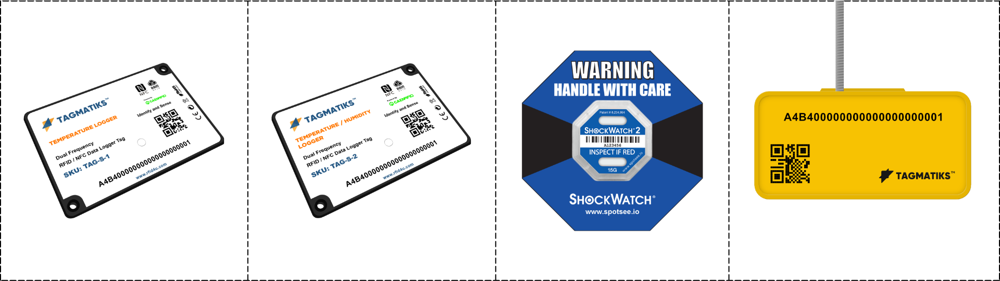 TAGMATIKS™
TEMPERATURE LOGGER
Dual Frequency
RFID / NFC Data Logger Tag
SKU: TAG-S-1
A4B400000000000000000001
www.rfid4u.com
NFC
RAIN
RFID
RoHS
Powered By
CAENRFID
Identify and Sense
TAGMATIKS™
TEMPERATURE / HUMIDITY
LOGGER
Dual Frequency
RFID / NFC Data Logger Tag
SKU: TAG-S-2
A4B400000000000000000001
www.rfid4u.com
NFC
RAIN
RFID
RoHS
Powered By
CAENRFID
Identify and Sense
WARNING
HANDLE WITH CARE
Patent # 8,234,994
SHOCKWATCH® 2
A123456
INSPECT IF RED
15G
www.spotsee.io
SHOCKWATCH®
www.spotsee.io
A4B400000000000000000001
TAGMATIKS™